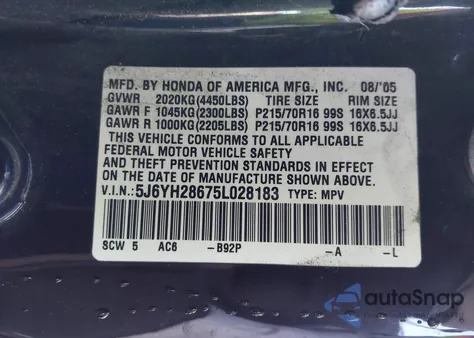 MFD. BY HONDA OF AMERICA MFG., INC. 08/'05
GVWR 2020KG(4450LBS) TIRE SIZE RIM SIZE
GAWR F 1045KG(2300LBS) P215/70R16 99S 16X6.5JJ
GAWR R 1000KG(2205LBS) P215/70R16 99S 16X6.5JJ
THIS VEHICLE CONFORMS TO ALL APPLICABLE
FEDERAL MOTOR VEHICLE SAFETY
AND THEFT PREVENTION STANDARDS IN EFFECT
ON THE DATE OF MANUFACTURE SHOWN ABOVE.
V.I.N.: 5J6YH28675L028183 TYPE: MPV
SCW 5 AC6 -B92P -A -L
autoSnap